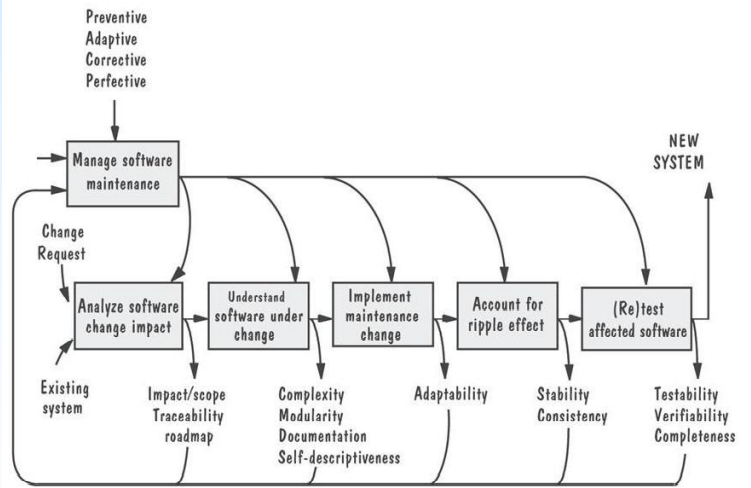 Preventive
Adaptive
Corrective
Perfective
Manage software
maintenance
NEW
SYSTEM
Change
Request
Analyze software
change impact
Understand
software under
change
Implement
maintenance
change
Account for
ripple effect
(Re)test
affected software
Existing
system
Impact/scope
Traceability
roadmap
Complexity
Modularity
Documentation
Self-descriptiveness
Adaptability
Stability
Consistency
Testability
Verifiability
Completeness